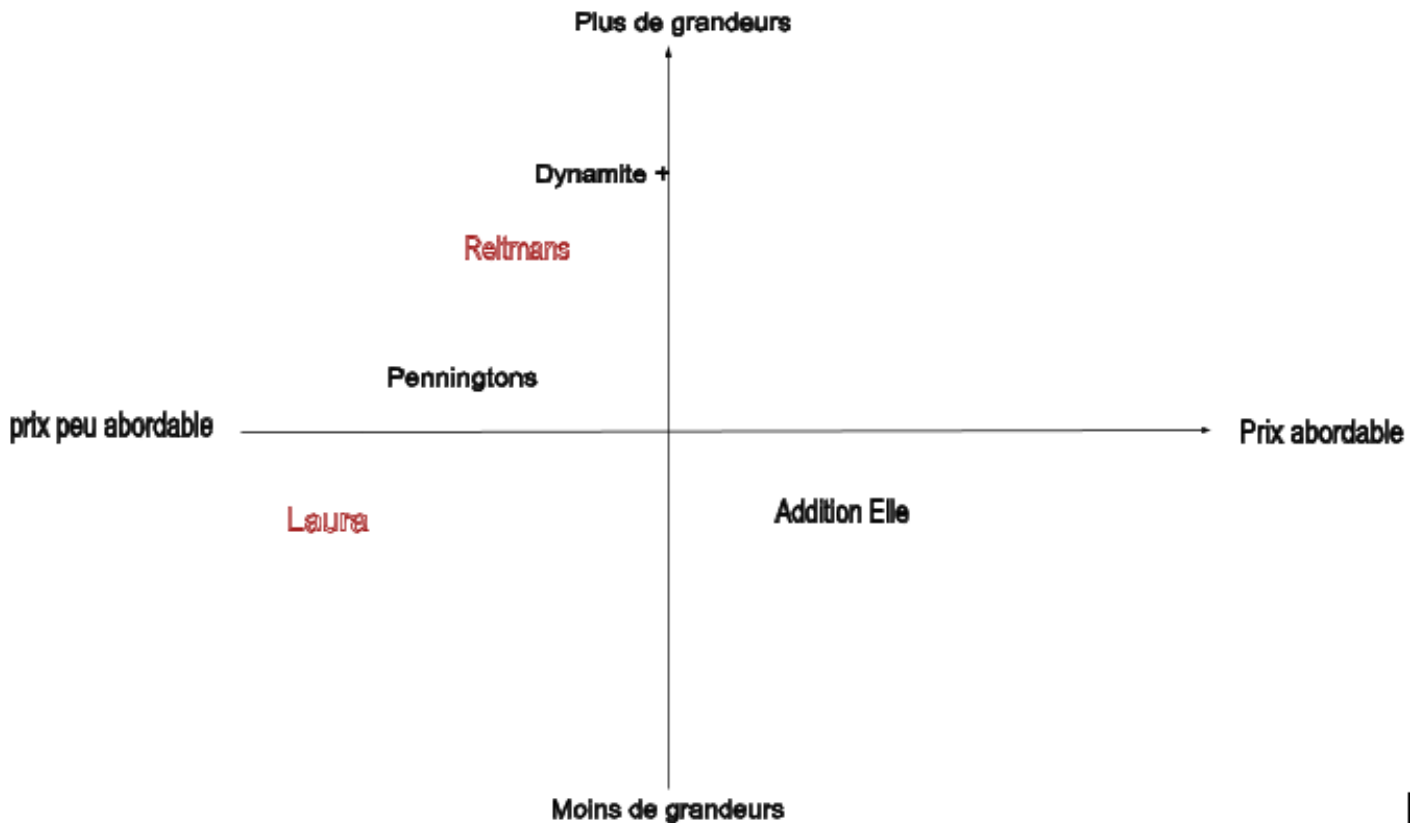 Plus de grandeurs
Dynamite +
Reitmans
Penningtons
prix peu abordable
Prix abordable
Addition Elle
Laura
Moins de grandeurs